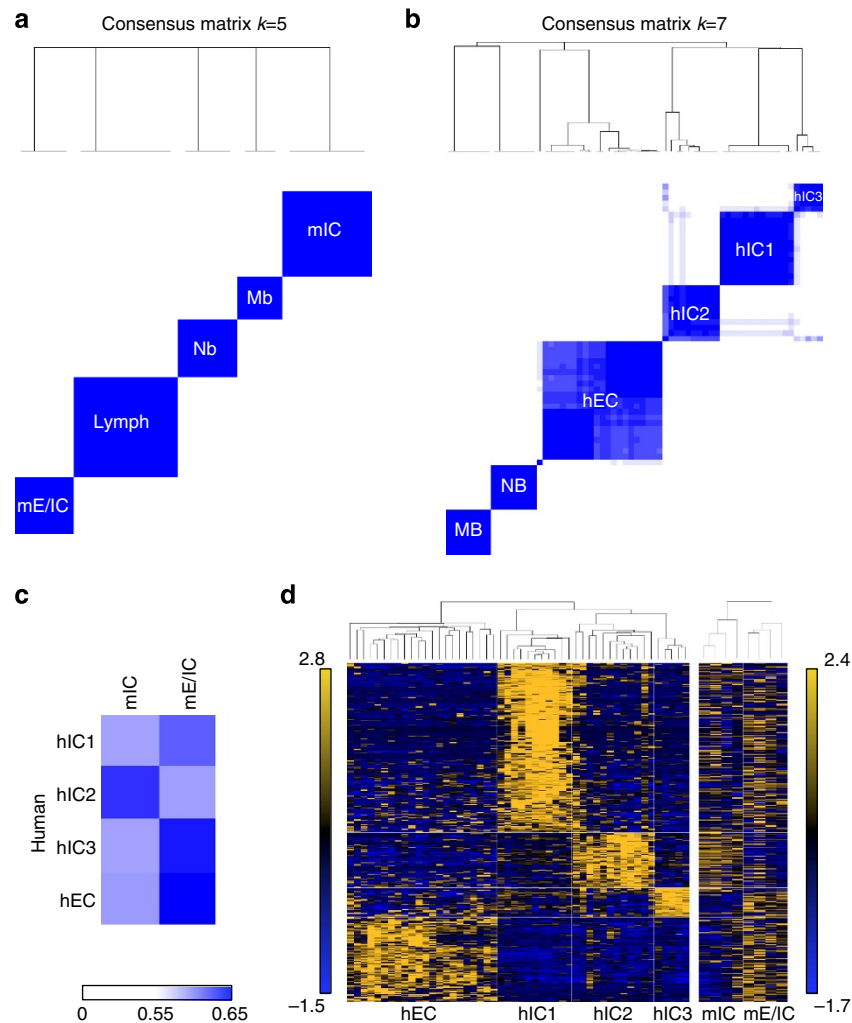 a
Consensus matrix k=5
mIC
Mb
Nb
Lymph
mE/IC
b
Consensus matrix k=7
hIC3
hIC1
hIC2
hEC
NB
MB
c
mIC
mE/IC
Human
hIC1
hIC2
hIC3
hEC
0
0.55
0.65
d
2.8
−1.5
2.4
−1.7
hEC
hIC1
hIC2
hIC3
mIC
mE/IC